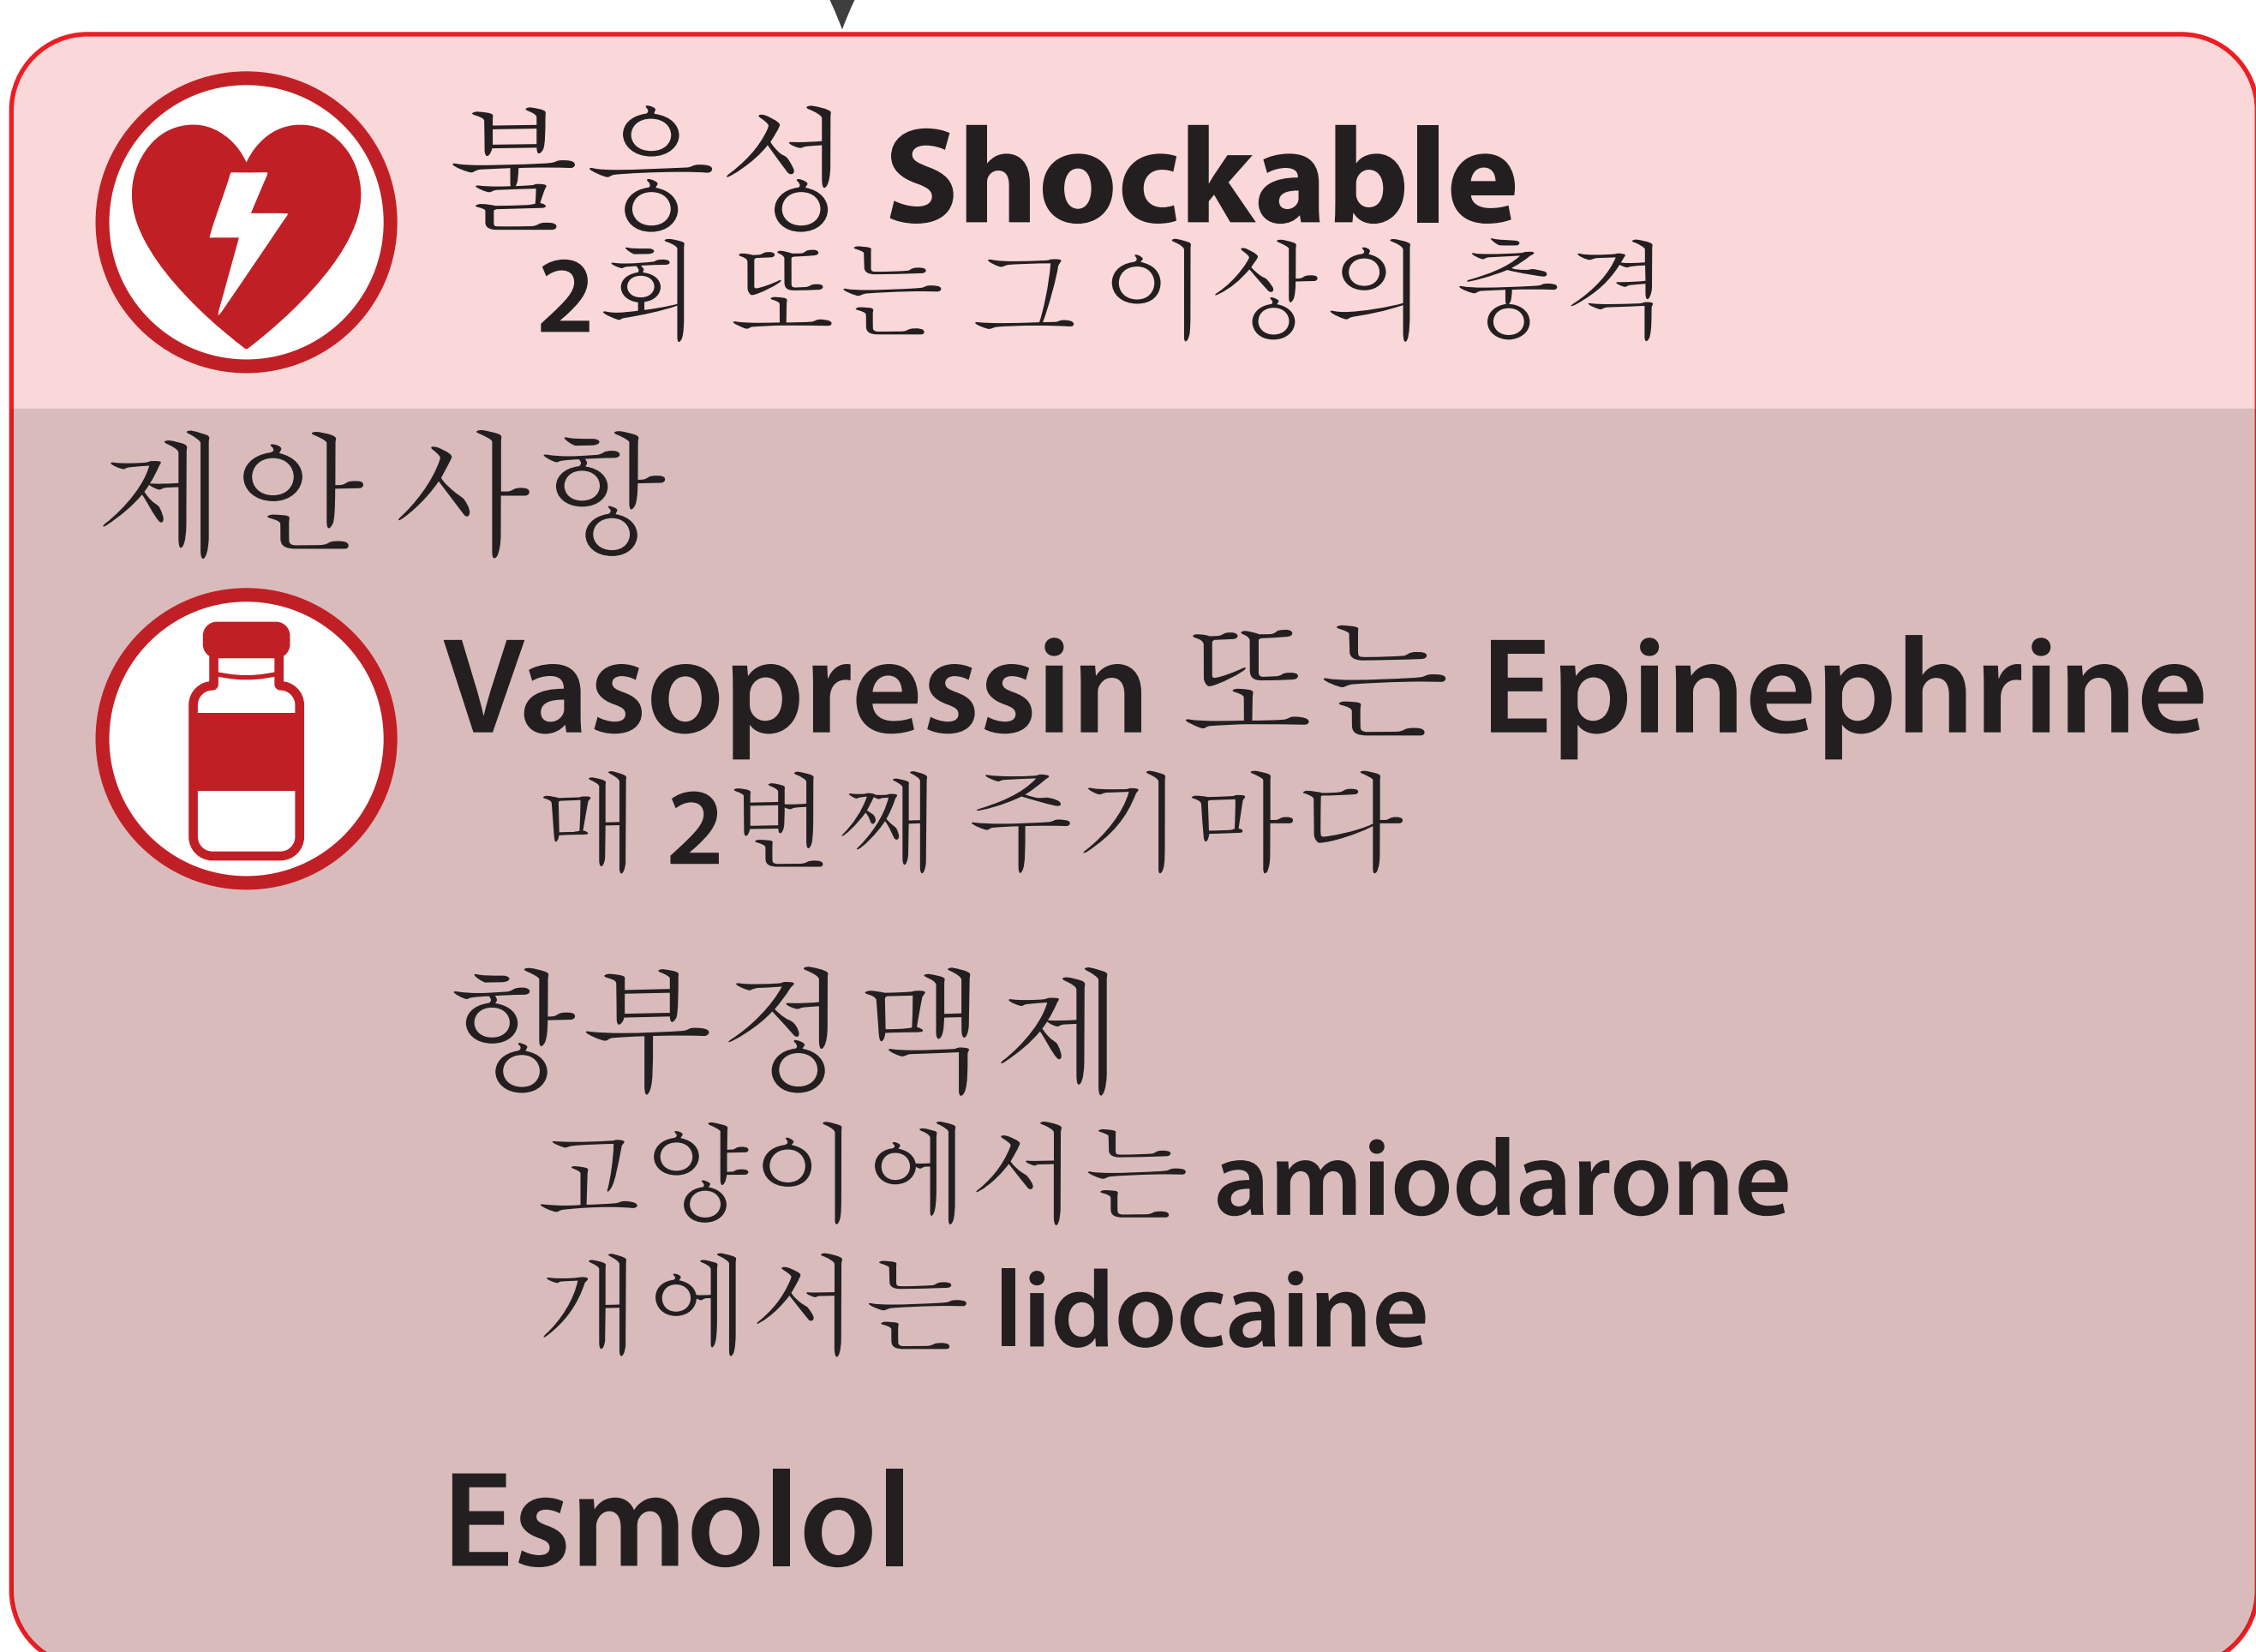 불응성 Shockable
2회 또는 그 이상의 충격
제안사항
Vasopressin 또는 Epinephrine
매 2번째 주기마다
항부정맥제
고양이에서는 amiodarone
개에서는 lidocaine
Esmolol